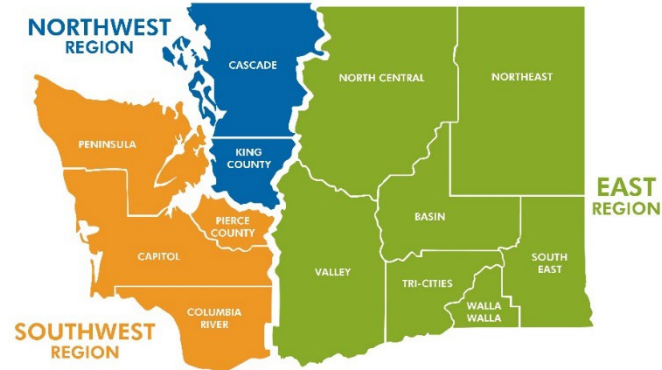 NORTHWEST
REGION
CASCADE
NORTH CENTRAL
NORTHEAST
PENINSULA
KING
COUNTY
EAST
REGION
PIERCE
COUNTY
BASIN
CAPITOL
VALLEY
SOUTH
EAST
TRI-CITIES
COLUMBIA
RIVER
WALLA
WALLA
SOUTHWEST
REGION